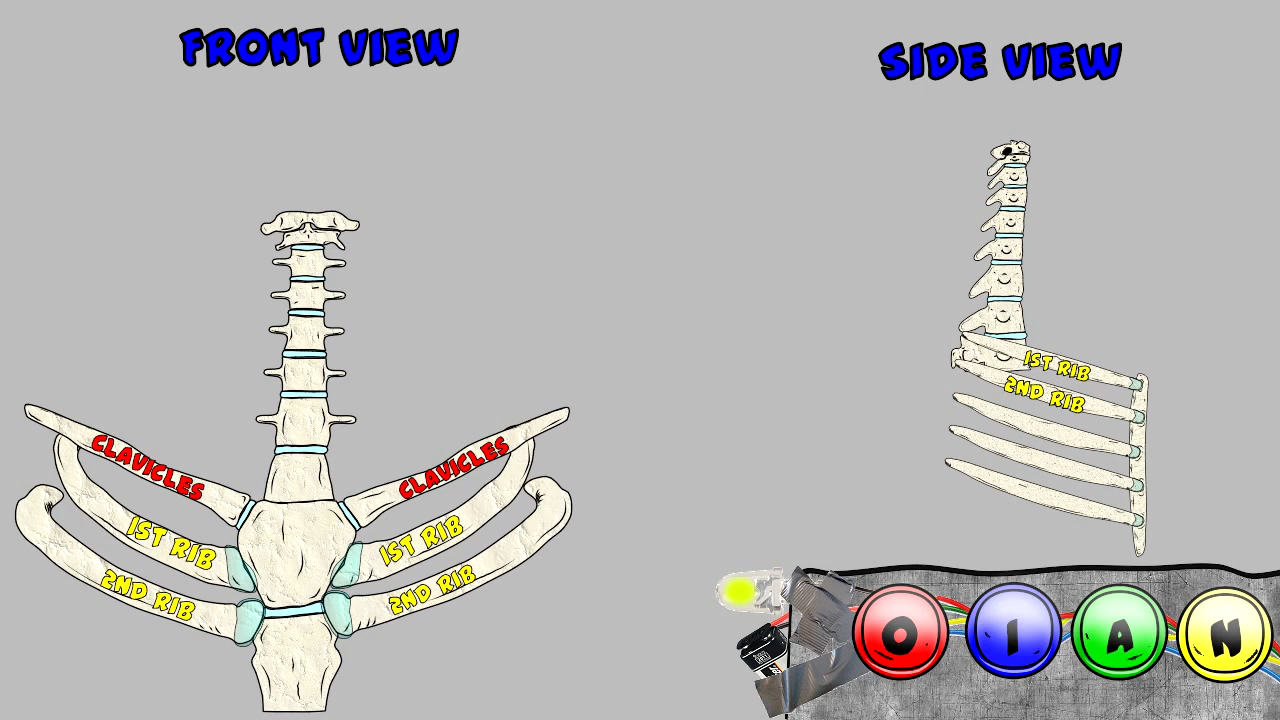 FRONT VIEW
SIDE VIEW
1ST RIB
2ND RIB
CLAVICLES
CLAVICLES
1ST RIB
1ST RIB
2ND RIB
2ND RIB
O I A N